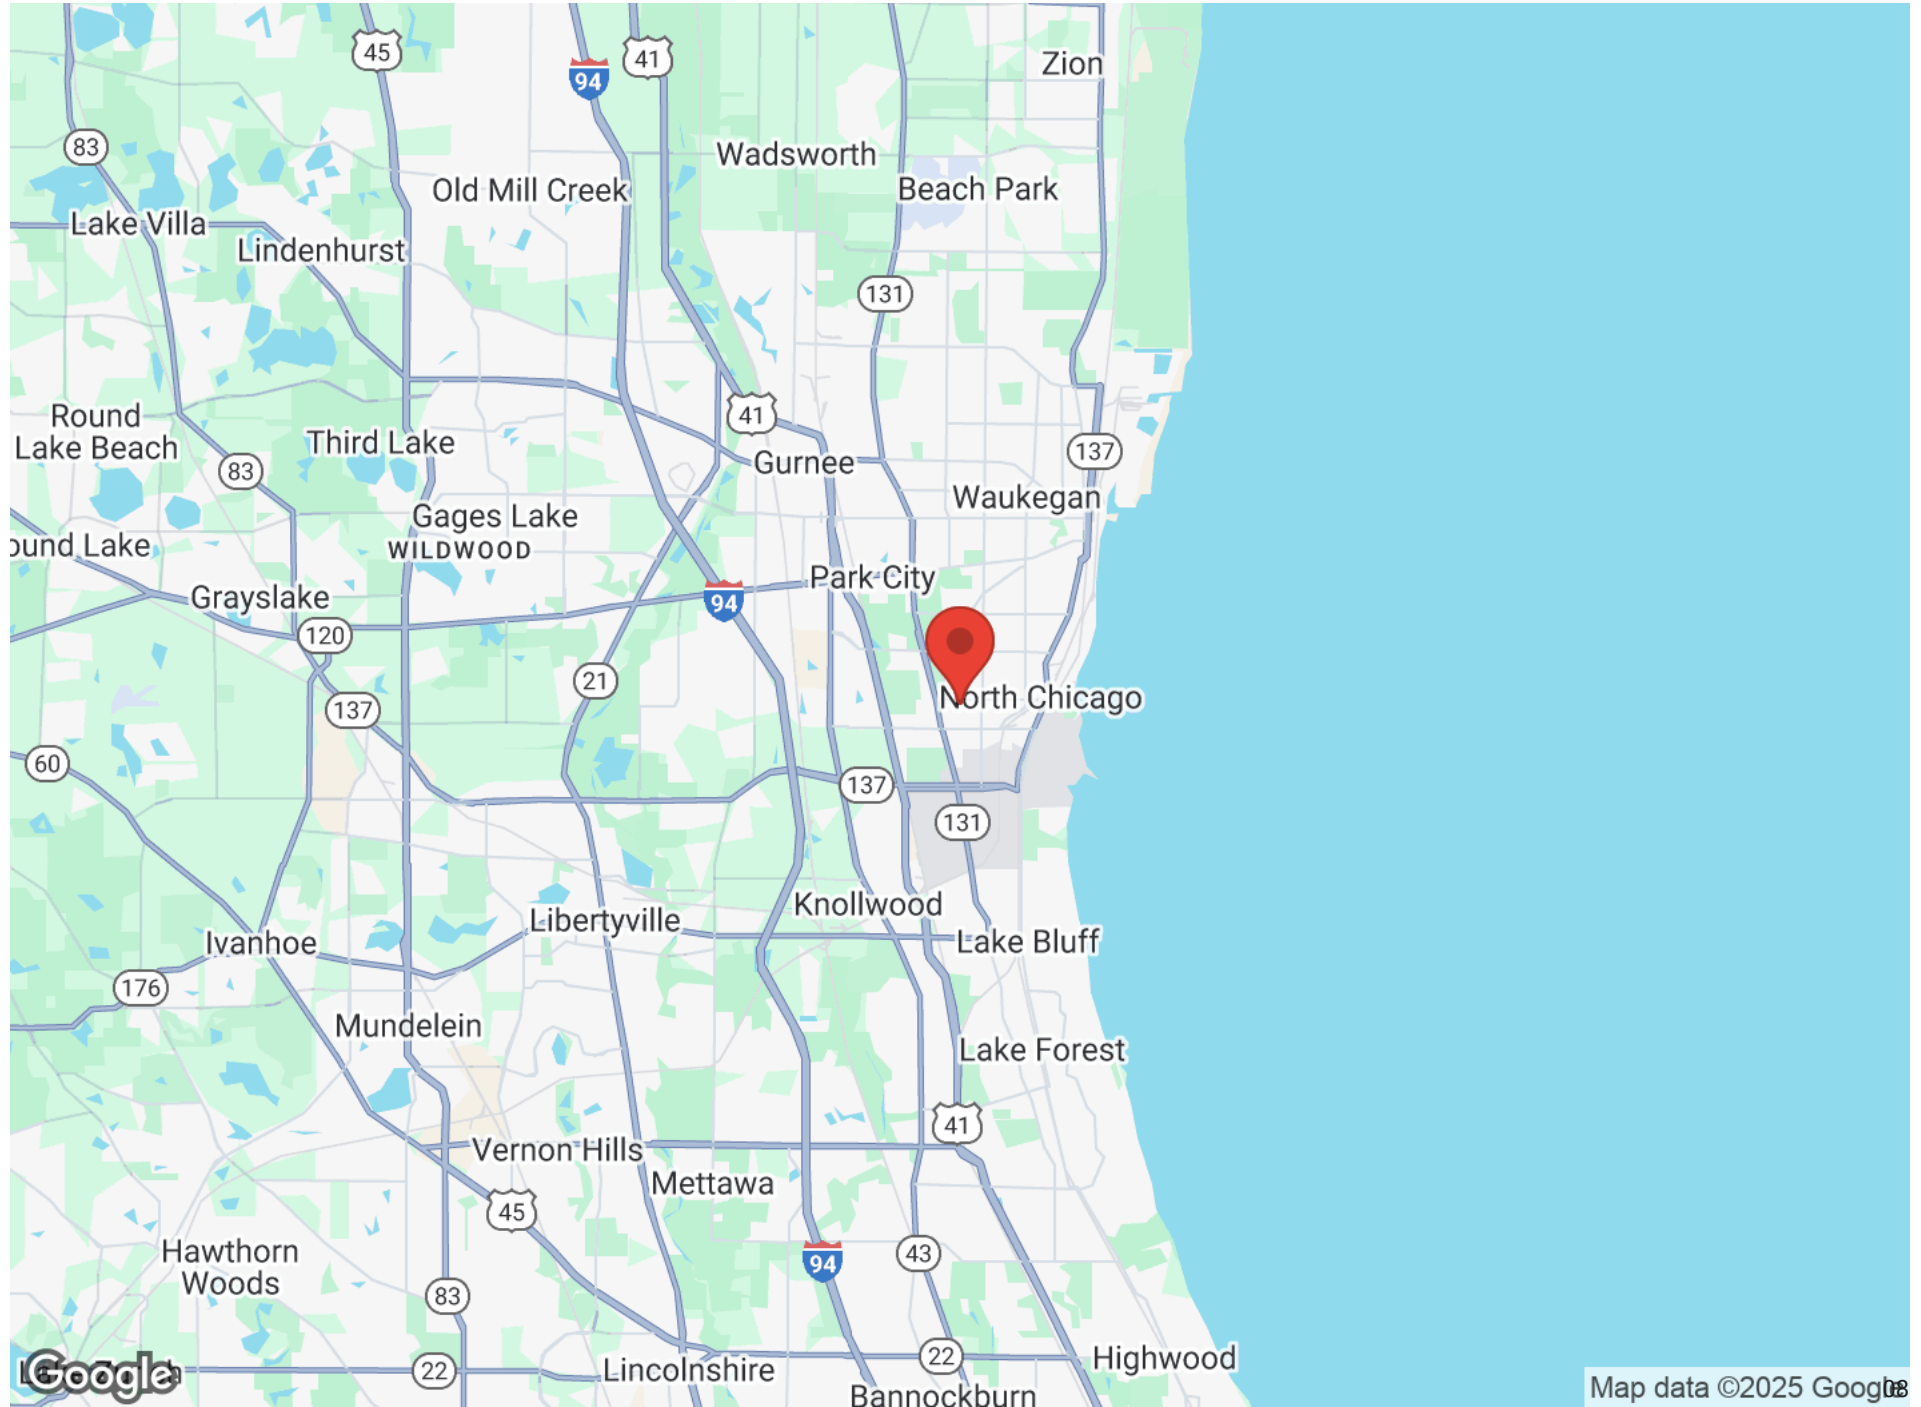 45
94
41
Zion
83
Wadsworth
Old Mill Creek
Beach Park
Lake Villa
Lindenhurst
131
Round
Lake Beach
41
Third Lake
83
Gurnee
137
Waukegan
Gages Lake
WILDWOOD
ound Lake
Park City
Grayslake
94
120
21
North Chicago
137
60
137
131
Knollwood
Libertyville
Ivanhoe
Lake Bluff
176
Mundelein
Lake Forest
41
Vernon Hills
Mettawa
45
Hawthorn
Woods
94
43
83
22
22
Highwood
Lincolnshire
Google
Bannockburn
Map data ©2025 Google
08